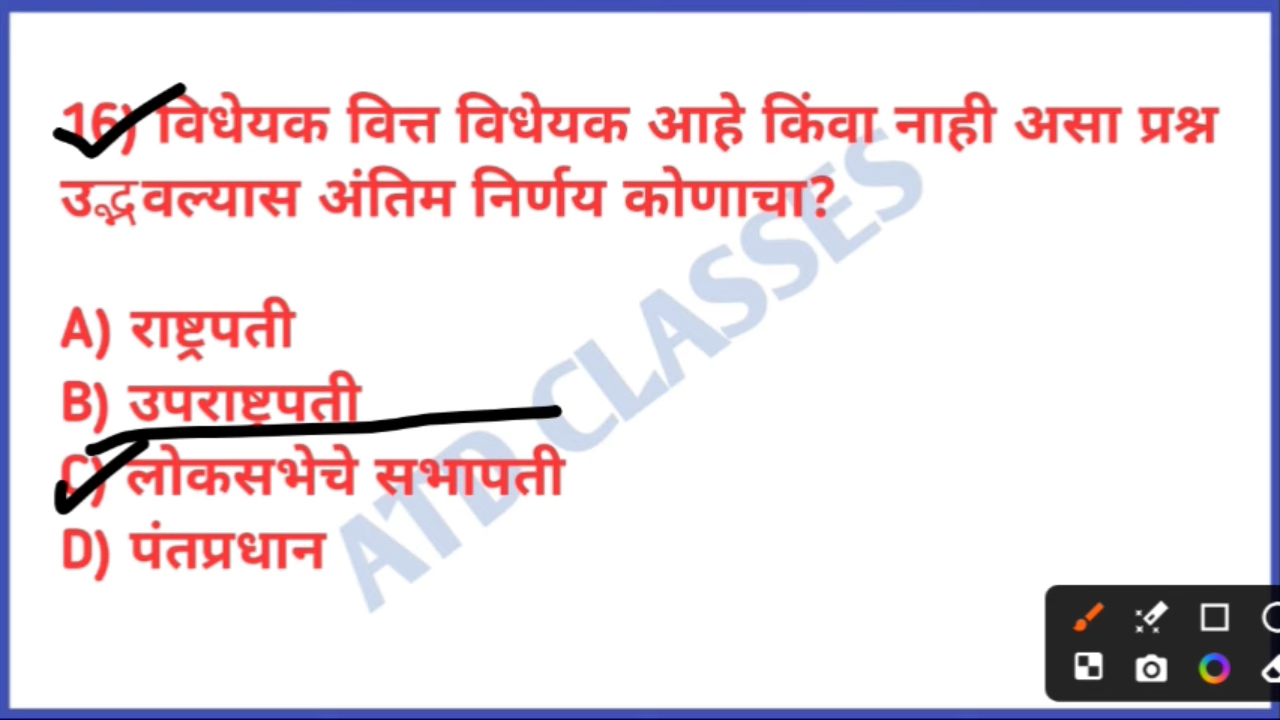 16) विधेयक वित्त विधेयक आहे किंवा नाही असा प्रश्न
उद्भवल्यास अंतिम निर्णय कोणाचा?
A) राष्ट्रपती
B) उपराष्ट्रपती
C) लोकसभेचे सभापती
D) पंतप्रधान
ATD CLASSES